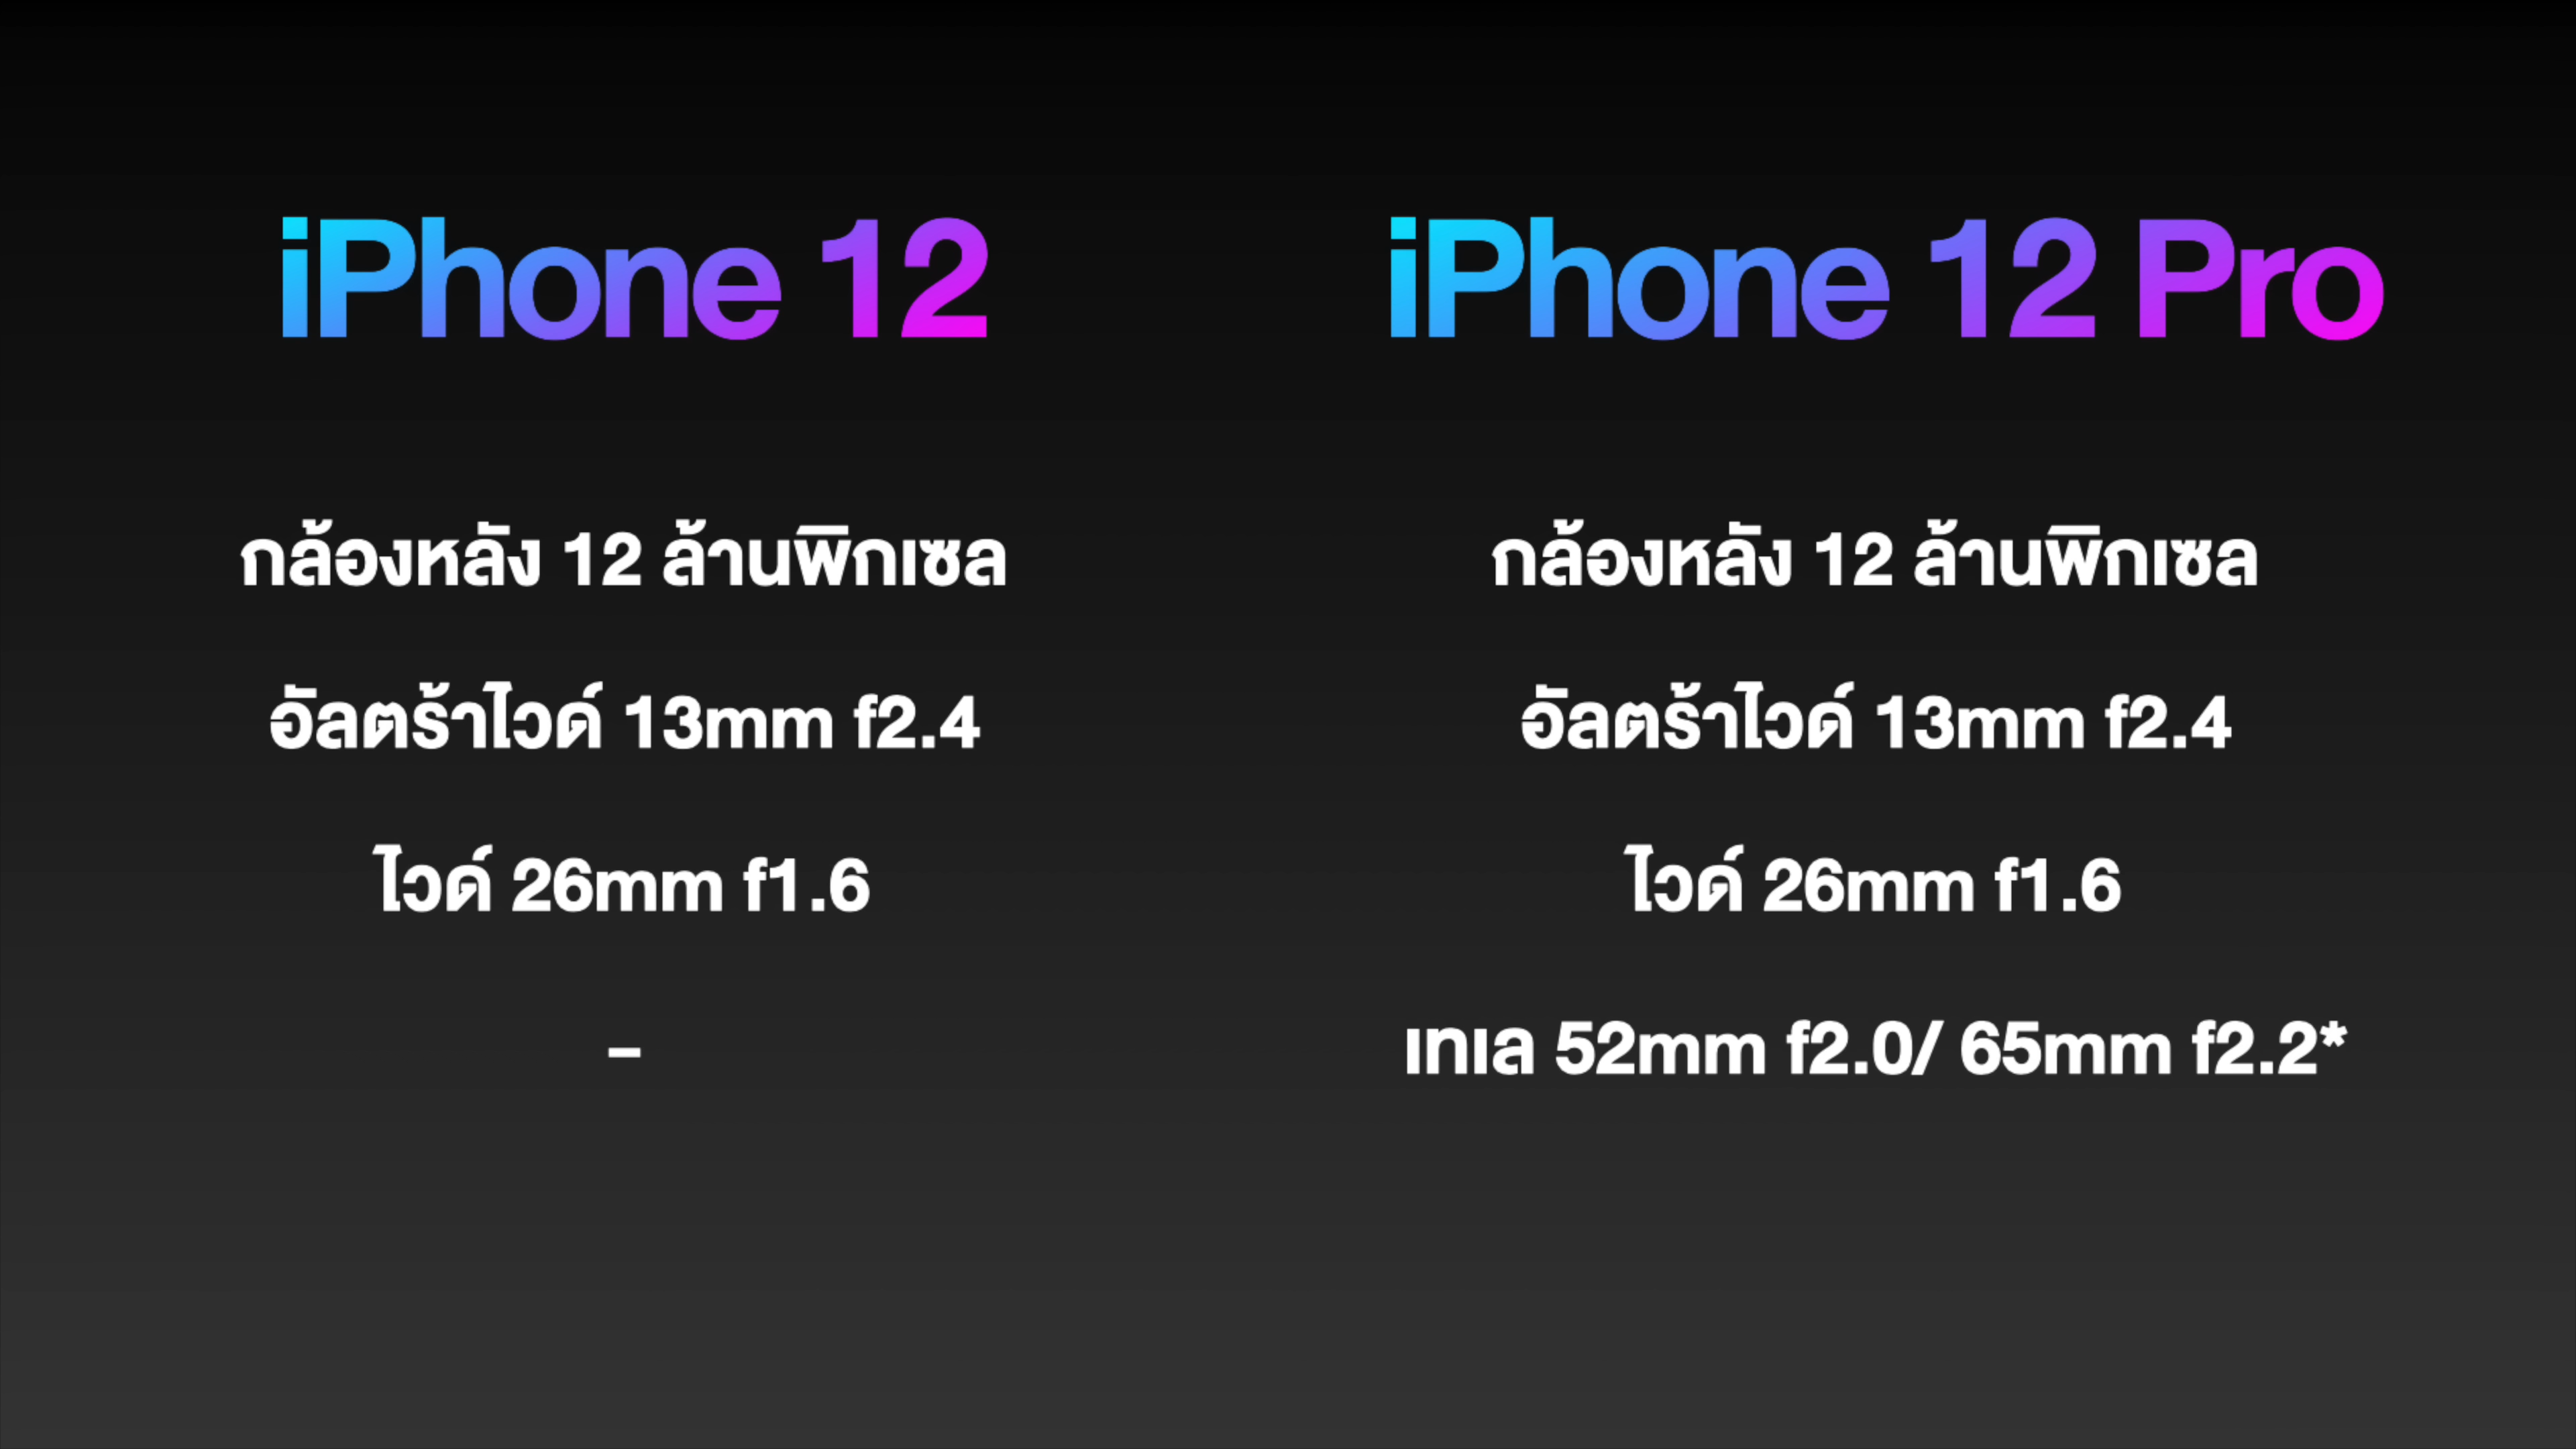 iPhone 12
กล้องหลัง 12 ล้านพิกเซล
อัลตร้าไวด์ 13mm f2.4
ไวด์ 26mm f1.6
-
iPhone 12 Pro
กล้องหลัง 12 ล้านพิกเซล
อัลตร้าไวด์ 13mm f2.4
ไวด์ 26mm f1.6
เทเล 52mm f2.0/ 65mm f2.2*